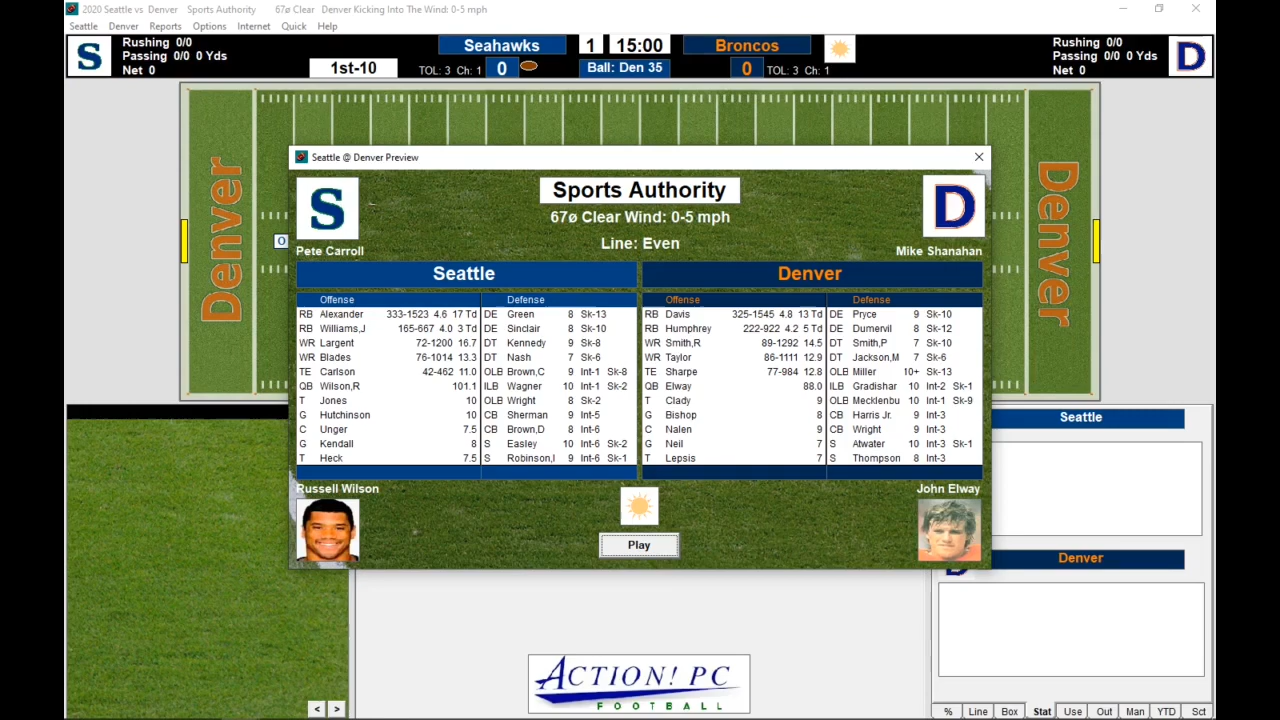 2020 Seattle vs Denver Sports Authority 67ø Clear Denver Kicking Into The Wind: 0-5 mph
Seattle Denver Reports Options Internet Quick Help
S
Rushing 0/0
Passing 0/0 0 Yds
Net 0
1st-10
Seahawks
TOL: 3 Ch: 1 0
1 15:00
Ball: Den 35
Broncos
0 TOL: 3 Ch: 1
Rushing 0/0
Passing 0/0 0 Yds
Net 0
D
Denver
Denver
O
Seattle @ Denver Preview
S
Sports Authority
67ø Clear Wind: 0-5 mph
Line: Even
D
Pete Carroll
Mike Shanahan
Seattle
Offense Defense
RB Alexander 333-1523 4.6 17 Td DE Green 8 Sk-13
RB Williams,J 165-667 4.0 3 Td DE Sinclair 8 Sk-10
WR Largent 72-1200 16.7 DT Kennedy 9 Sk-8
WR Blades 76-1014 13.3 DT Nash 7 Sk-6
TE Carlson 42-462 11.0 OLB Brown,C 9 Int-1 Sk-8
QB Wilson,R 101.1 ILB Wagner 10 Int-1 Sk-2
T Jones 10 OLB Wright 8 Sk-2
G Hutchinson 10 CB Sherman 9 Int-5
C Unger 7.5 CB Brown,D 8 Int-6
G Kendall 8 S Easley 10 Int-6 Sk-2
T Heck 7.5 S Robinson,I 9 Int-6 Sk-1
Denver
Offense Defense
RB Davis 325-1545 4.8 13 Td DE Pryce 9 Sk-10
RB Humphrey 222-922 4.2 5 Td DE Dumervil 8 Sk-12
WR Smith,R 89-1292 14.5 DT Smith,P 7 Sk-10
WR Taylor 86-1111 12.9 DT Jackson,M 7 Sk-6
TE Sharpe 77-984 12.8 OLB Miller 10+ Sk-13
QB Elway 88.0 ILB Gradishar 10 Int-2 Sk-1
T Clady 9 OLB Mecklenbu 10 Int-1 Sk-9
G Bishop 8 CB Harris Jr. 9 Int-3
C Nalen 9 CB Wright 9 Int-3
G Neil 7 S Atwater 10 Int-3 Sk-1
T Lepsis 7 S Thompson 8 Int-3
Russell Wilson
John Elway
Play
Seattle
Denver
ACTION! PC
FOOTBALL
< >
% Line Box Stat Use Out Man YTD Sct